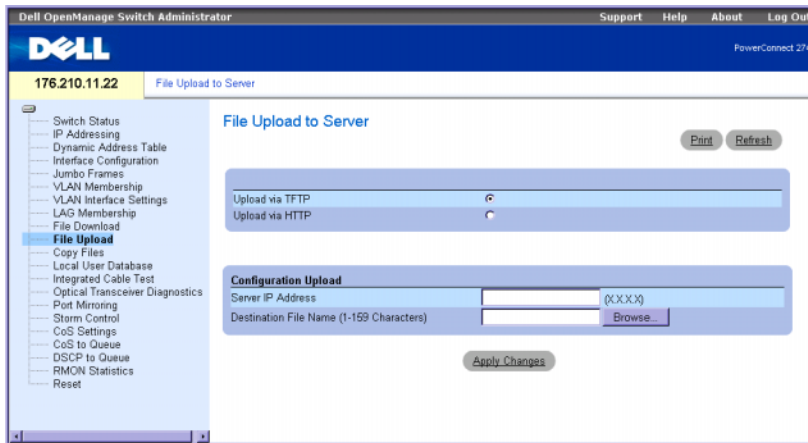 Dell OpenManage Switch Administrator
Support Help About Log Out
DELL
PowerConnect 274
176.210.11.22
File Upload to Server
Switch Status
IP Addressing
Dynamic Address Table
Interface Configuration
Jumbo Frames
VLAN Membership
VLAN Interface Settings
LAG Membership
File Download
File Upload
Copy Files
Local User Database
Integrated Cable Test
Optical Transceiver Diagnostics
Port Mirroring
Storm Control
CoS Settings
CoS to Queue
DSCP to Queue
RMON Statistics
Reset
File Upload to Server
Print Refresh
Upload via TFTP
Upload via HTTP
Configuration Upload
Server IP Address (X.X.X.X)
Destination File Name (1-159 Characters) Browse...
Apply Changes